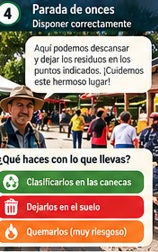 4
Parada de onces
Disponer correctamente
Aquí podemos descansar
y dejar los residuos en los
puntos indicados. ¡Cuidemos
este hermoso lugar!
¿Qué haces con lo que llevas?
Clasificarlos en las canecas
Dejarlos en el suelo
Quemarlos (muy riesgoso)